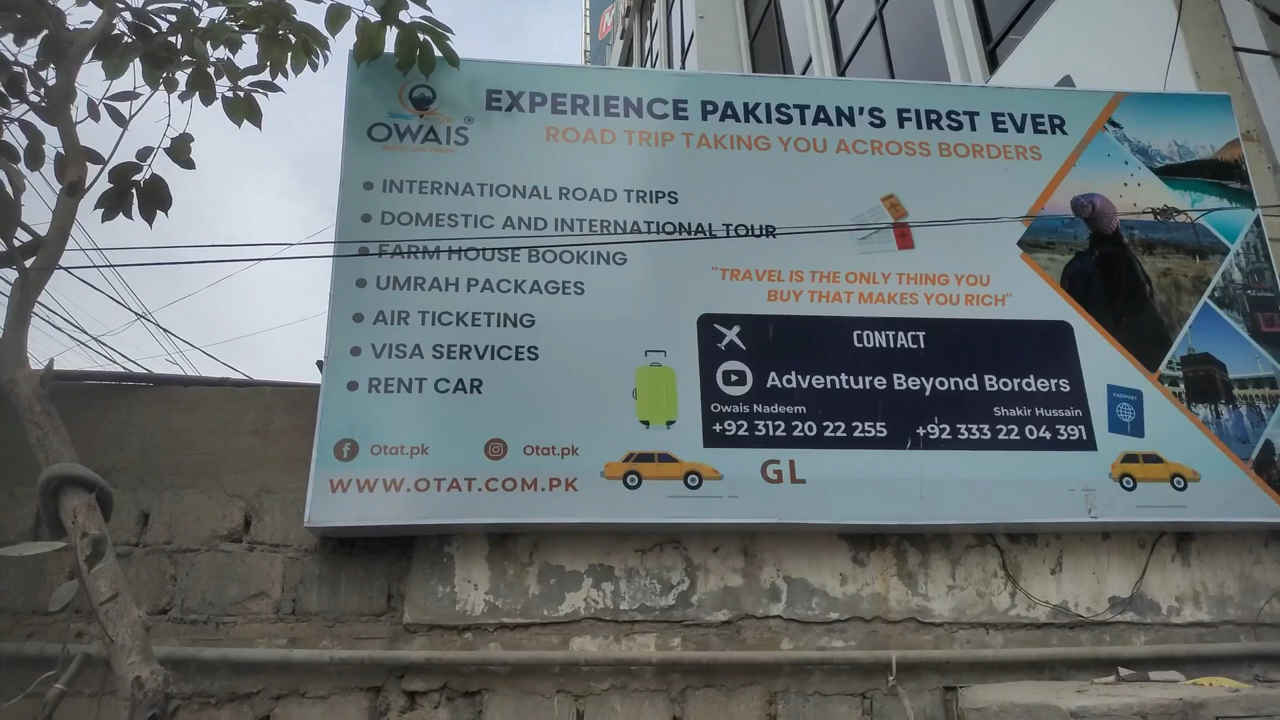 OWAIS®
EXPERIENCE PAKISTAN'S FIRST EVER
ROAD TRIP TAKING YOU ACROSS BORDERS
• INTERNATIONAL ROAD TRIPS
• DOMESTIC AND INTERNATIONAL TOUR
• FARM HOUSE BOOKING
• UMRAH PACKAGES
• AIR TICKETING
• VISA SERVICES
• RENT CAR
"TRAVEL IS THE ONLY THING YOU
BUY THAT MAKES YOU RICH"
CONTACT
Adventure Beyond Borders
Owais Nadeem
+92 312 20 22 255
Shakir Hussain
+92 333 22 04 391
PASSPORT
Otat.pk
Otat.pk
WWW.OTAT.COM.PK
GL